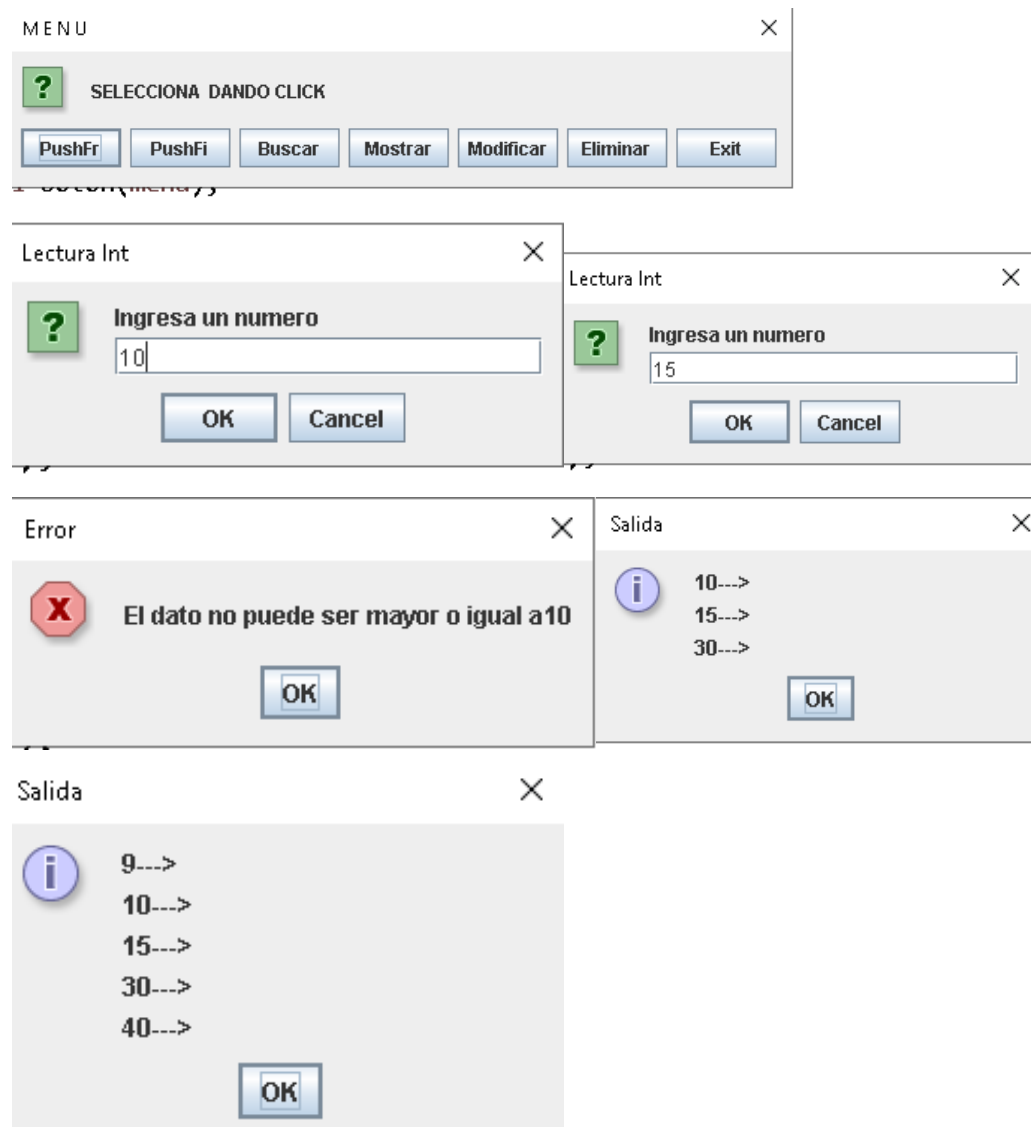 MENU
SELECCIONA DANDO CLICK
PushFr PushFi Buscar Mostrar Modificar Eliminar Exit
Lectura Int
Ingresa un numero
10
OK Cancel
Lectura Int
Ingresa un numero
15
OK Cancel
Error
El dato no puede ser mayor o igual a10
OK
Salida
10--->
15--->
30--->
OK
Salida
9--->
10--->
15--->
30--->
40--->
OK